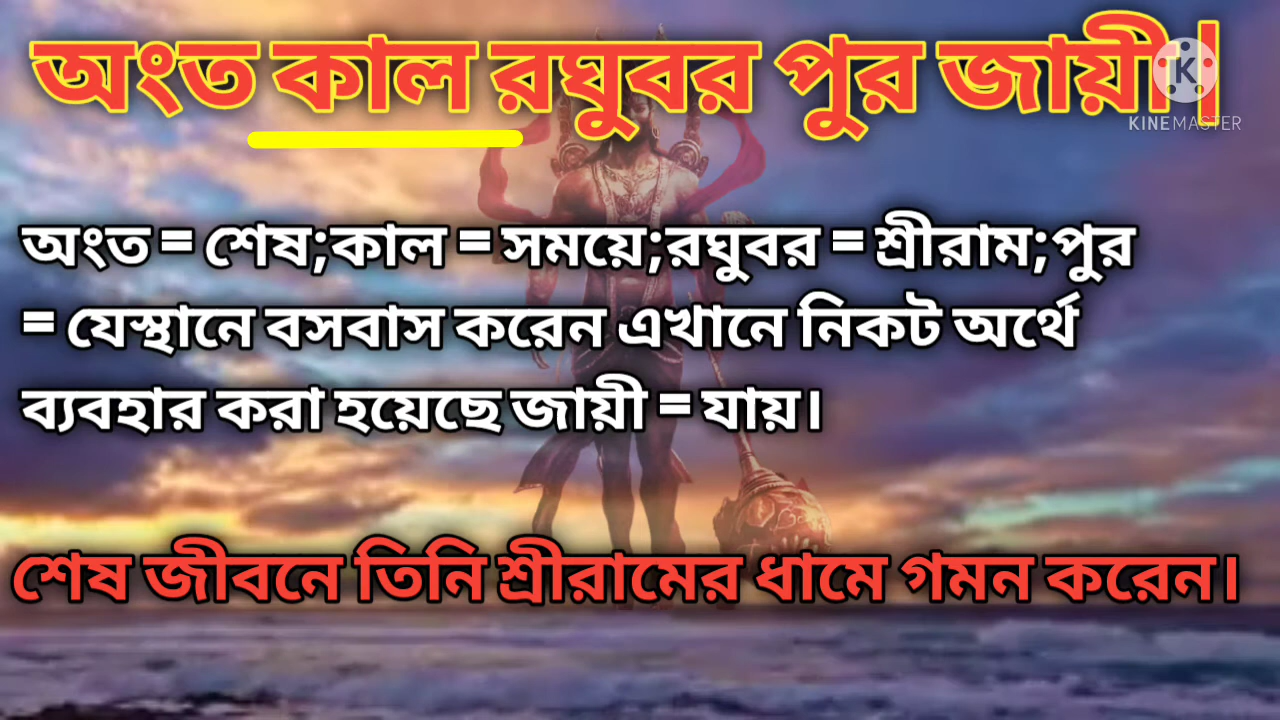 অংত কাল রঘুবর পুর জায়ী|
KINEMASTER
অংত = শেষ;কাল = সময়ে;রঘুবর = শ্রীরাম;পুর
= যেস্থানে বসবাস করেন এখানে নিকট অর্থে
ব্যবহার করা হয়েছে জায়ী = যায়।
শেষ জীবনে তিনি শ্রীরামের ধামে গমন করেন।